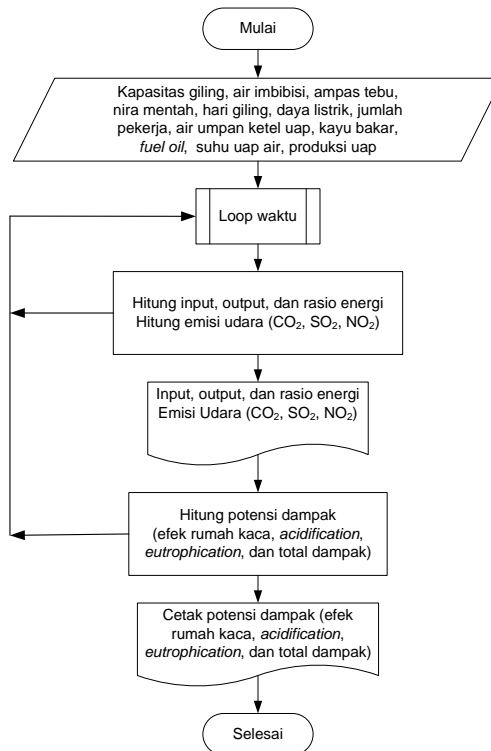 Mulai
Kapasitas giling, air imbibisi, ampas tebu,
nira mentah, hari giling, daya listrik, jumlah
pekerja, air umpan ketel uap, kayu bakar,
fuel oil, suhu uap air, produksi uap
Loop waktu
Hitung input, output, dan rasio energi
Hitung emisi udara (CO₂, SO₂, NO₂)
Input, output, dan rasio energi
Emisi Udara (CO₂, SO₂, NO₂)
Hitung potensi dampak
(efek rumah kaca, acidification,
eutrophication, dan total dampak)
Cetak potensi dampak (efek
rumah kaca, acidification,
eutrophication, dan total dampak)
Selesai